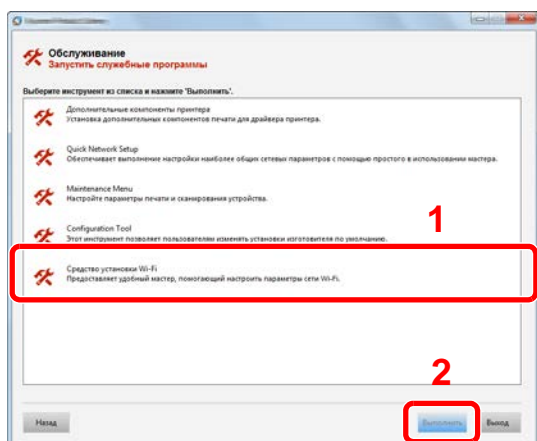 Обслуживание
Запустить служебные программы
Выберите инструмент из списка и нажмите 'Выполнить'.
Дополнительные компоненты принтера
Установка дополнительных компонентов печати для драйвера принтера.
Quick Network Setup
Обеспечивает выполнение настройки наиболее общих сетевых параметров с помощью простого в использовании мастера.
Maintenance Menu
Настройте параметры печати и сканирования устройства.
1
Configuration Tool
Этот инструмент позволяет пользователям изменять установки изготовителя по умолчанию.
Средство установки Wi-Fi
Предоставляет удобный мастер, помогающий настроить параметры сети Wi-Fi.
2
Назад
Выполнить
Выход